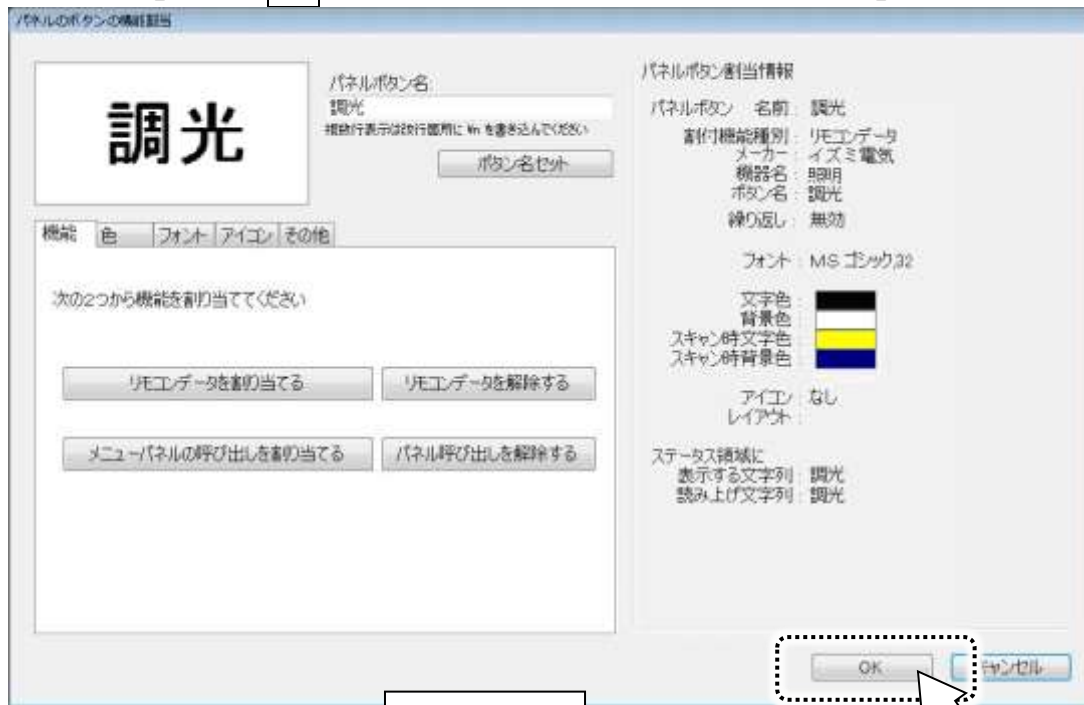 パネルのボタンの機能割当
調光
パネルボタン名:
調光
複数行表示は改行箇所に ¥n を書き込んでください
ボタン名セット
機能 色 フォント アイコン その他
次の2つから機能を割り当ててください
リモコンデータを割り当てる リモコンデータを解除する
メニューパネルの呼び出しを割り当てる パネル呼び出しを解除する
パネルボタン割当情報
パネルボタン 名前 : 調光
割付機能種別 : リモコンデータ
メーカー : イズミ電気
機器名 : 照明
ボタン名 : 調光
繰り返し : 無効
フォント : MS ゴシック,32
文字色 :
背景色 :
スキャン時文字色 :
スキャン時背景色 :
アイコン : なし
レイアウト :
ステータス領域に
表示する文字列 : 調光
読み上げ文字列 : 調光
OK キャンセル